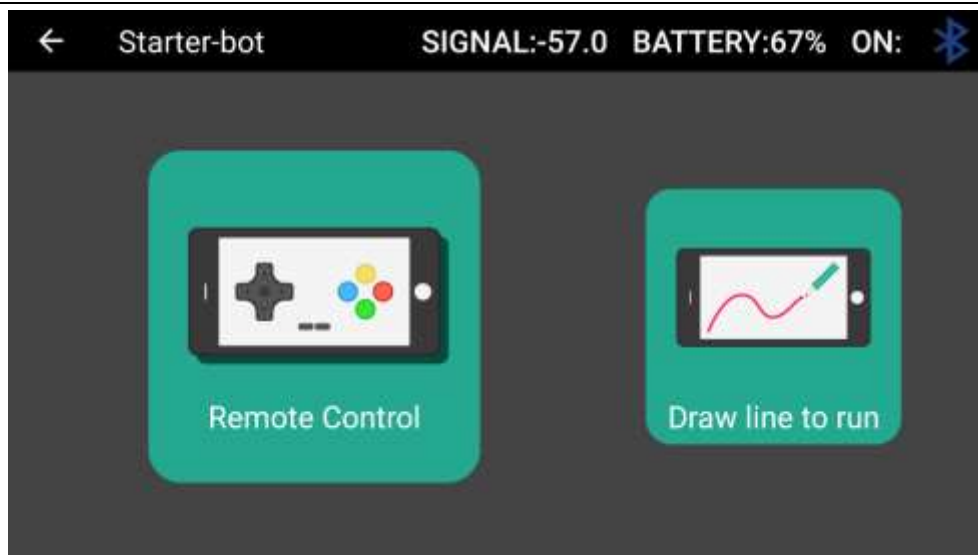 Starter-bot SIGNAL:-57.0 BATTERY:67% ON:
Remote Control
Draw line to run